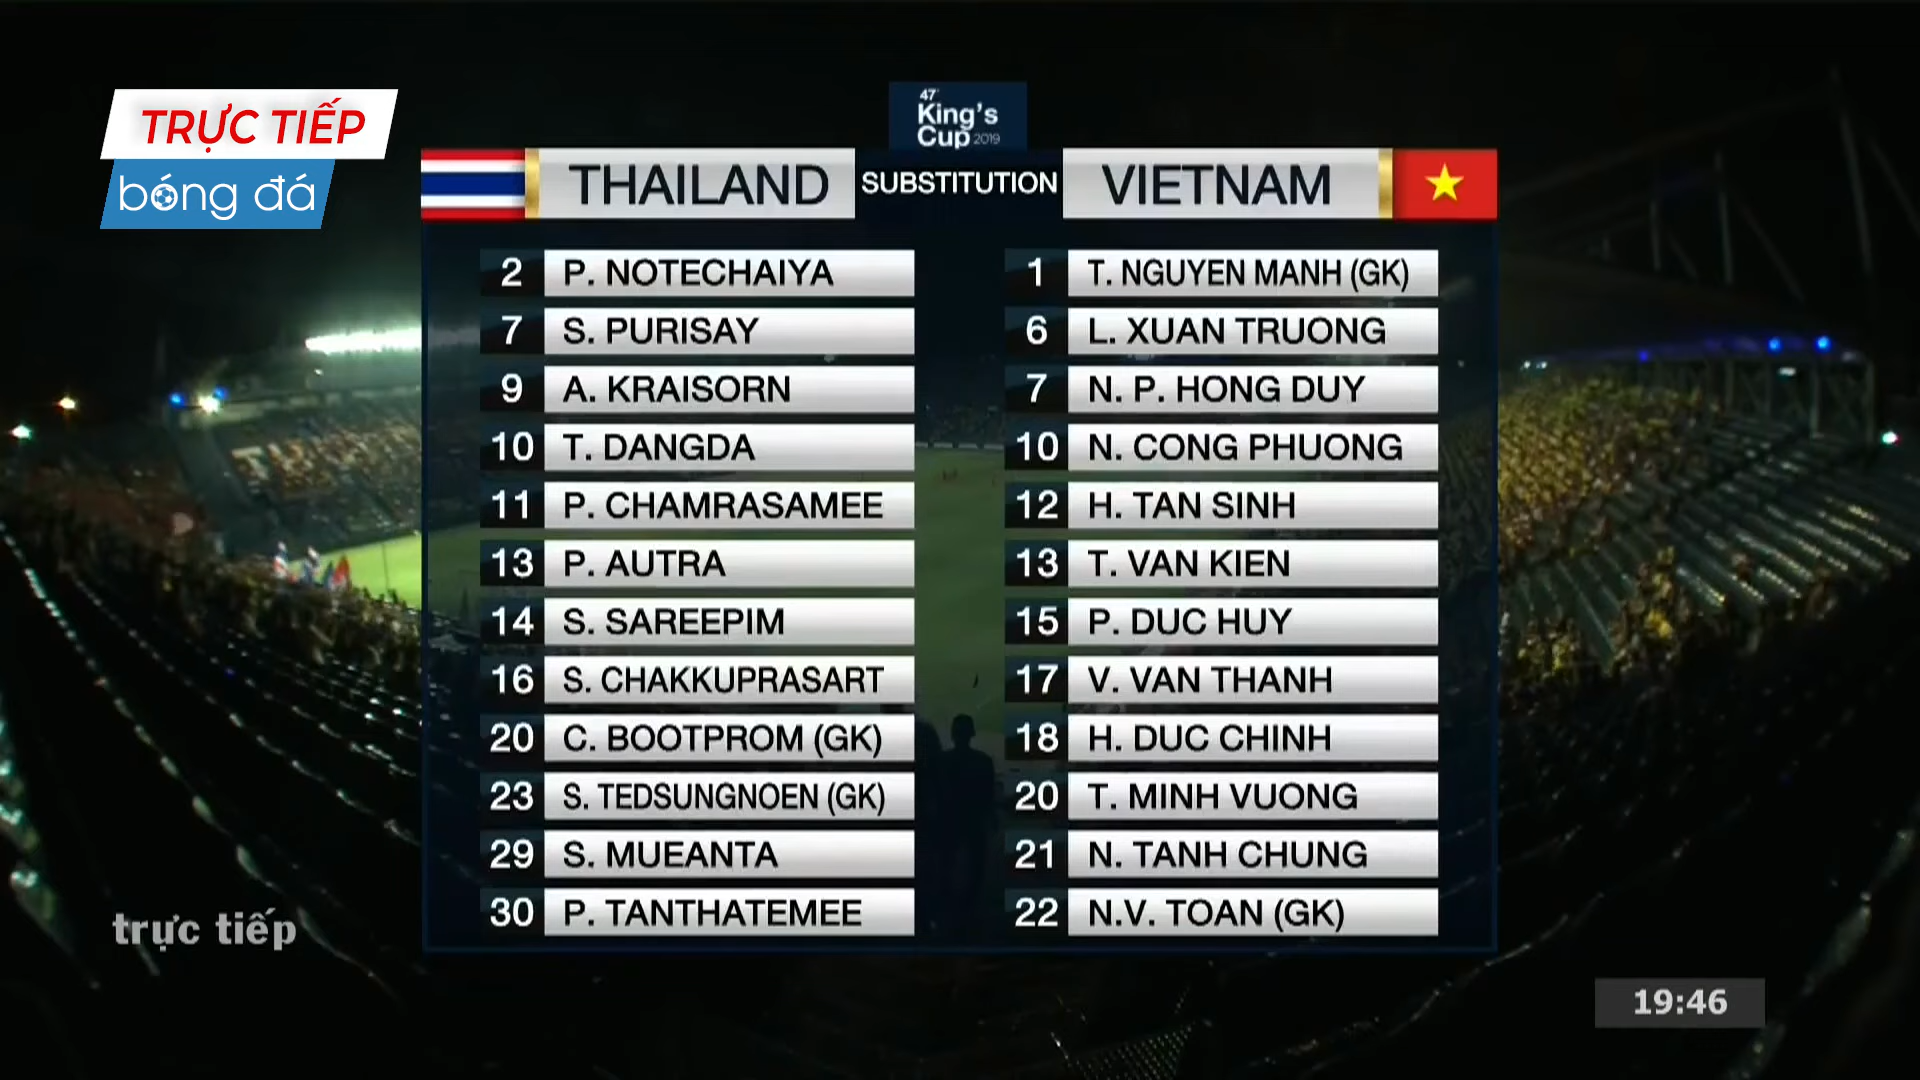 TRỰC TIẾP
bóng đá
47
King's
Cup 2019
THAILAND SUBSTITUTION VIETNAM
2 P. NOTECHAIYA 1 T. NGUYEN MANH (GK)
7 S. PURISAY 6 L. XUAN TRUONG
9 A. KRAISORN 7 N. P. HONG DUY
10 T. DANGDA 10 N. CONG PHUONG
11 P. CHAMRASAMEE 12 H. TAN SINH
13 P. AUTRA 13 T. VAN KIEN
14 S. SAREEPIM 15 P. DUC HUY
16 S. CHAKKUPRASART 17 V. VAN THANH
20 C. BOOTPROM (GK) 18 H. DUC CHINH
23 S. TEDSUNGNOEN (GK) 20 T. MINH VUONG
29 S. MUEANTA 21 N. TANH CHUNG
30 P. TANTHATEMEE 22 N.V. TOAN (GK)
trực tiếp
19:46